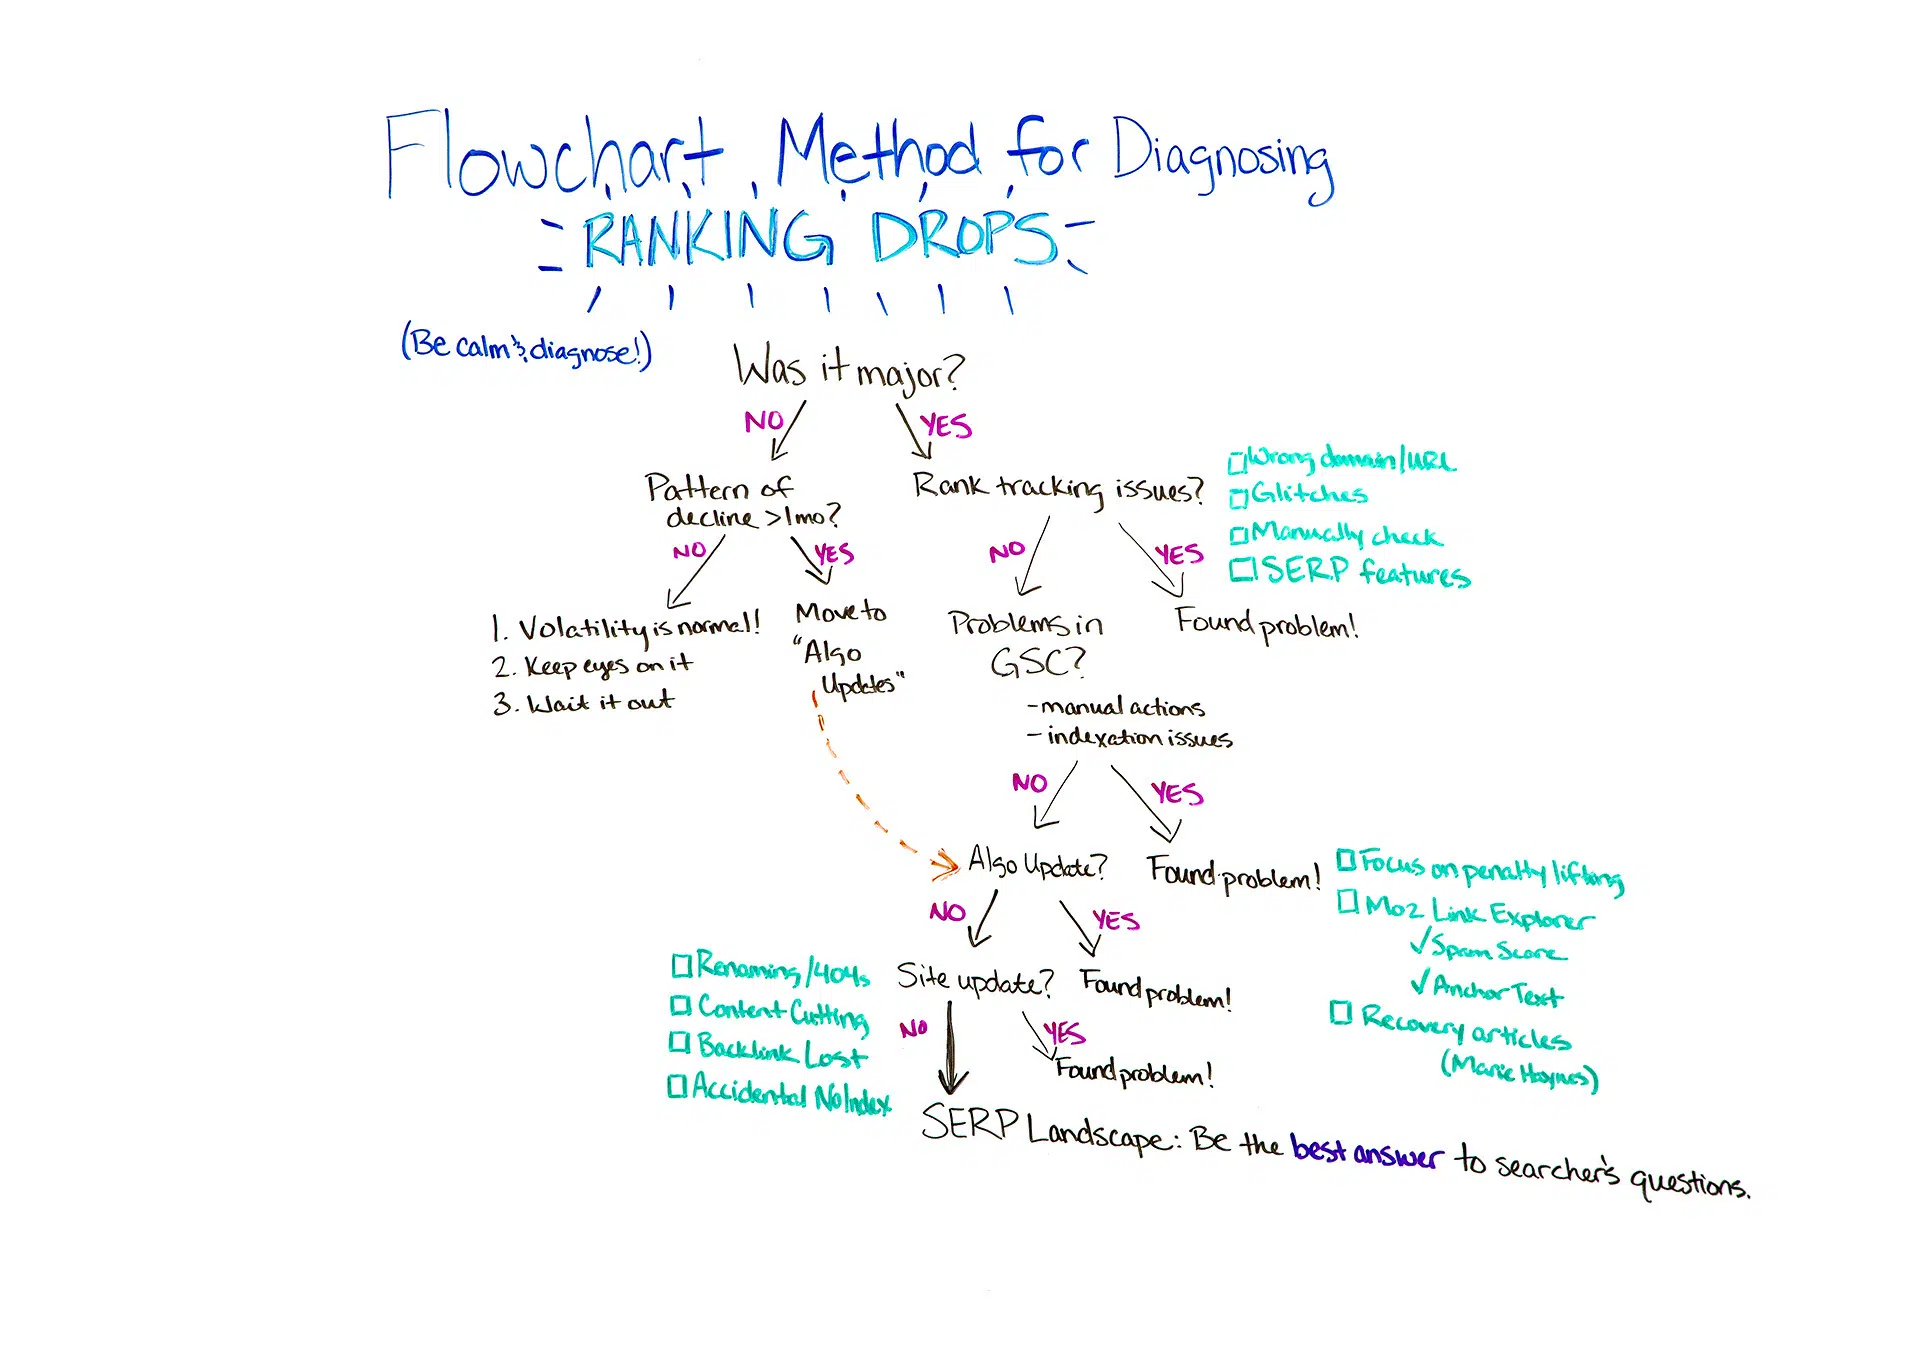 Flowchart Method for Diagnosing
RANKING DROPS
(Be calm & diagnose!)
Was it major?
NO
YES
Pattern of
decline >1mo?
NO
YES
1. Volatility is normal!
2. Keep eyes on it
3. Wait it out
Move to
"Algo
Updates"
Rank tracking issues?
Wrong domain/URL
Glitches
Manually check
SERP features
NO
YES
Problems in
GSC?
- manual actions
- indexation issues
Found problem!
NO
YES
Algo Update?
Found problem!
Focus on penalty lifting
Moz Link Explorer
✓ Spam Score
✓ Anchor Text
Recovery articles
(Marie Haynes)
NO
YES
Site update?
Found problem!
Renaming/404s
Content Cutting
Backlink Lost
Accidental NoIndex
NO
YES
Found problem!
SERP Landscape: Be the best answer to searcher's questions.